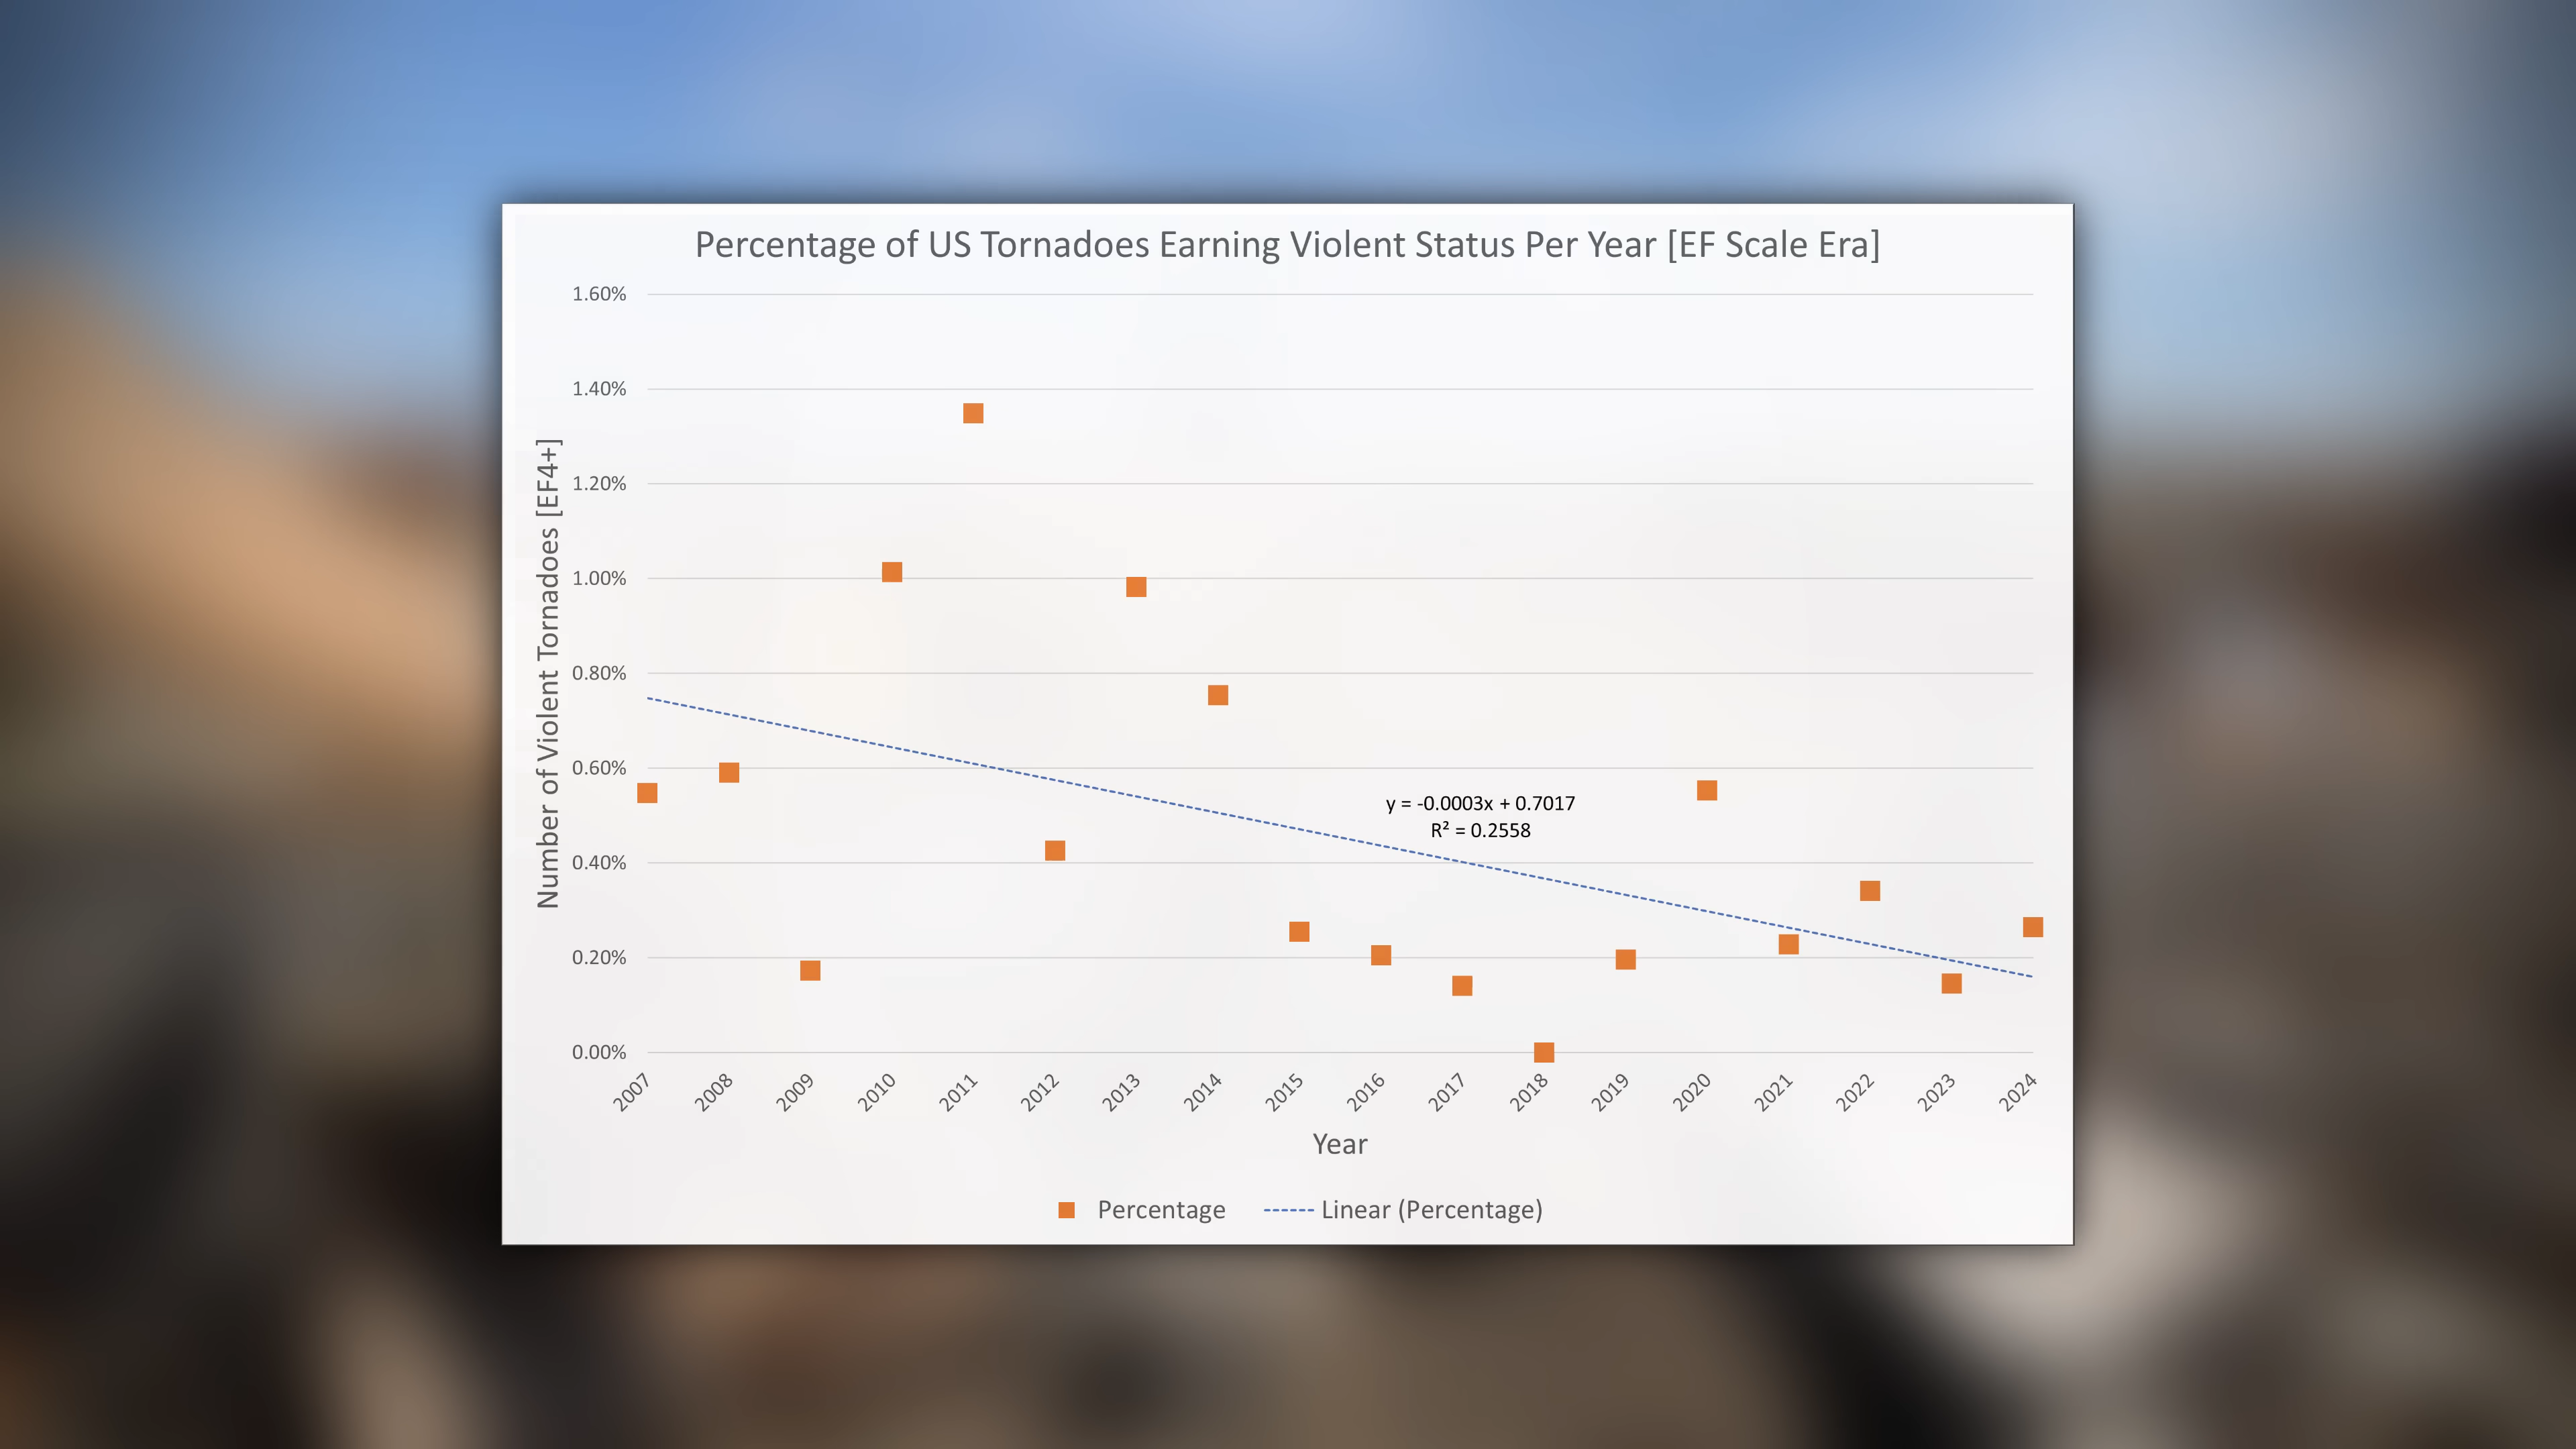 Percentage of US Tornadoes Earning Violent Status Per Year [EF Scale Era]
Number of Violent Tornadoes [EF4+]
1.60%
1.40%
1.20%
1.00%
0.80%
0.60%
0.40%
0.20%
0.00%
y = -0.0003x + 0.7017
R² = 0.2558
2007 2008 2009 2010 2011 2012 2013 2014 2015 2016 2017 2018 2019 2020 2021 2022 2023 2024
Year
Percentage Linear (Percentage)